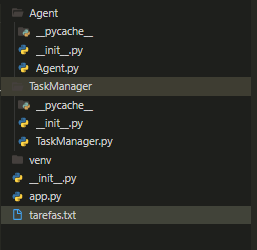 Agent
__pycache__
__init__.py
Agent.py
TaskManager
__pycache__
__init__.py
TaskManager.py
venv
__init__.py
app.py
tarefas.txt